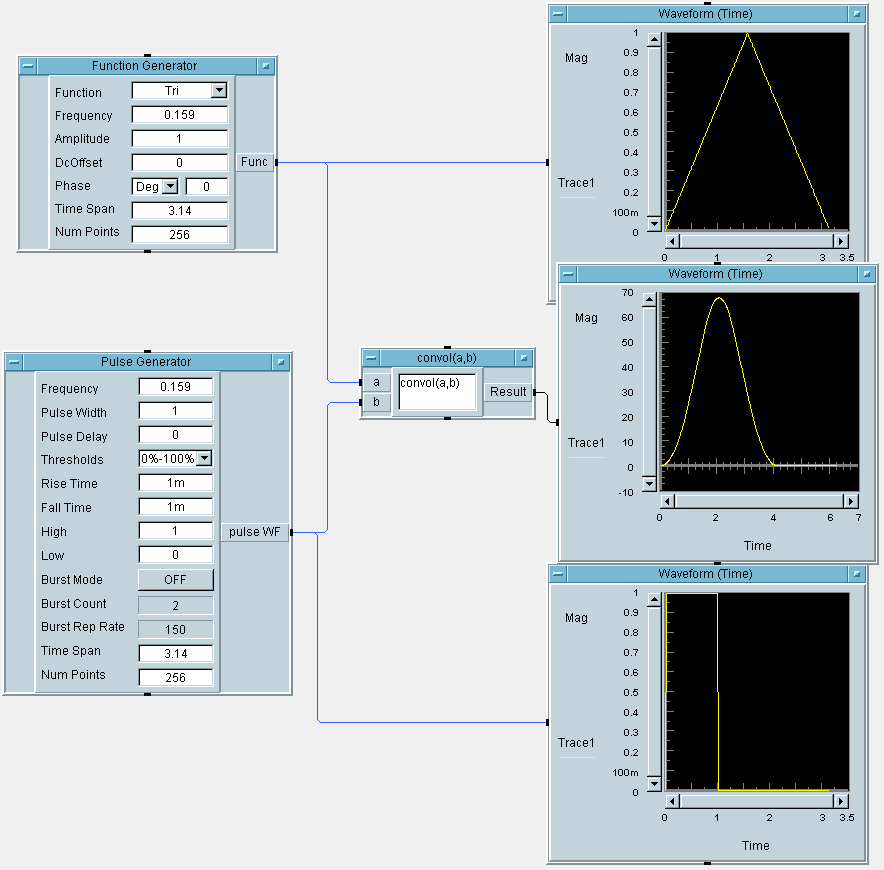 Function Generator
Function Tri
Frequency 0.159
Amplitude 1
DcOffset 0
Phase Deg 0
Time Span 3.14
Num Points 256
Func
Waveform (Time)
Mag
Trace1
1
0.9
0.8
0.7
0.6
0.5
0.4
0.3
0.2
100m
0
0 1 2 3 3.5
Pulse Generator
Frequency 0.159
Pulse Width 1
Pulse Delay 0
Thresholds 0%-100%
Rise Time 1m
Fall Time 1m
High 1
Low 0
Burst Mode OFF
Burst Count 2
Burst Rep Rate 150
Time Span 3.14
Num Points 256
pulse WF
convol(a,b)
a
b
convol(a,b)
Result
Waveform (Time)
Mag
Trace1
70
60
50
40
30
20
10
0
-10
0 2 4 6 7
Time
Waveform (Time)
Mag
Trace1
1
0.9
0.8
0.7
0.6
0.5
0.4
0.3
0.2
100m
0
0 1 2 3 3.5
Time